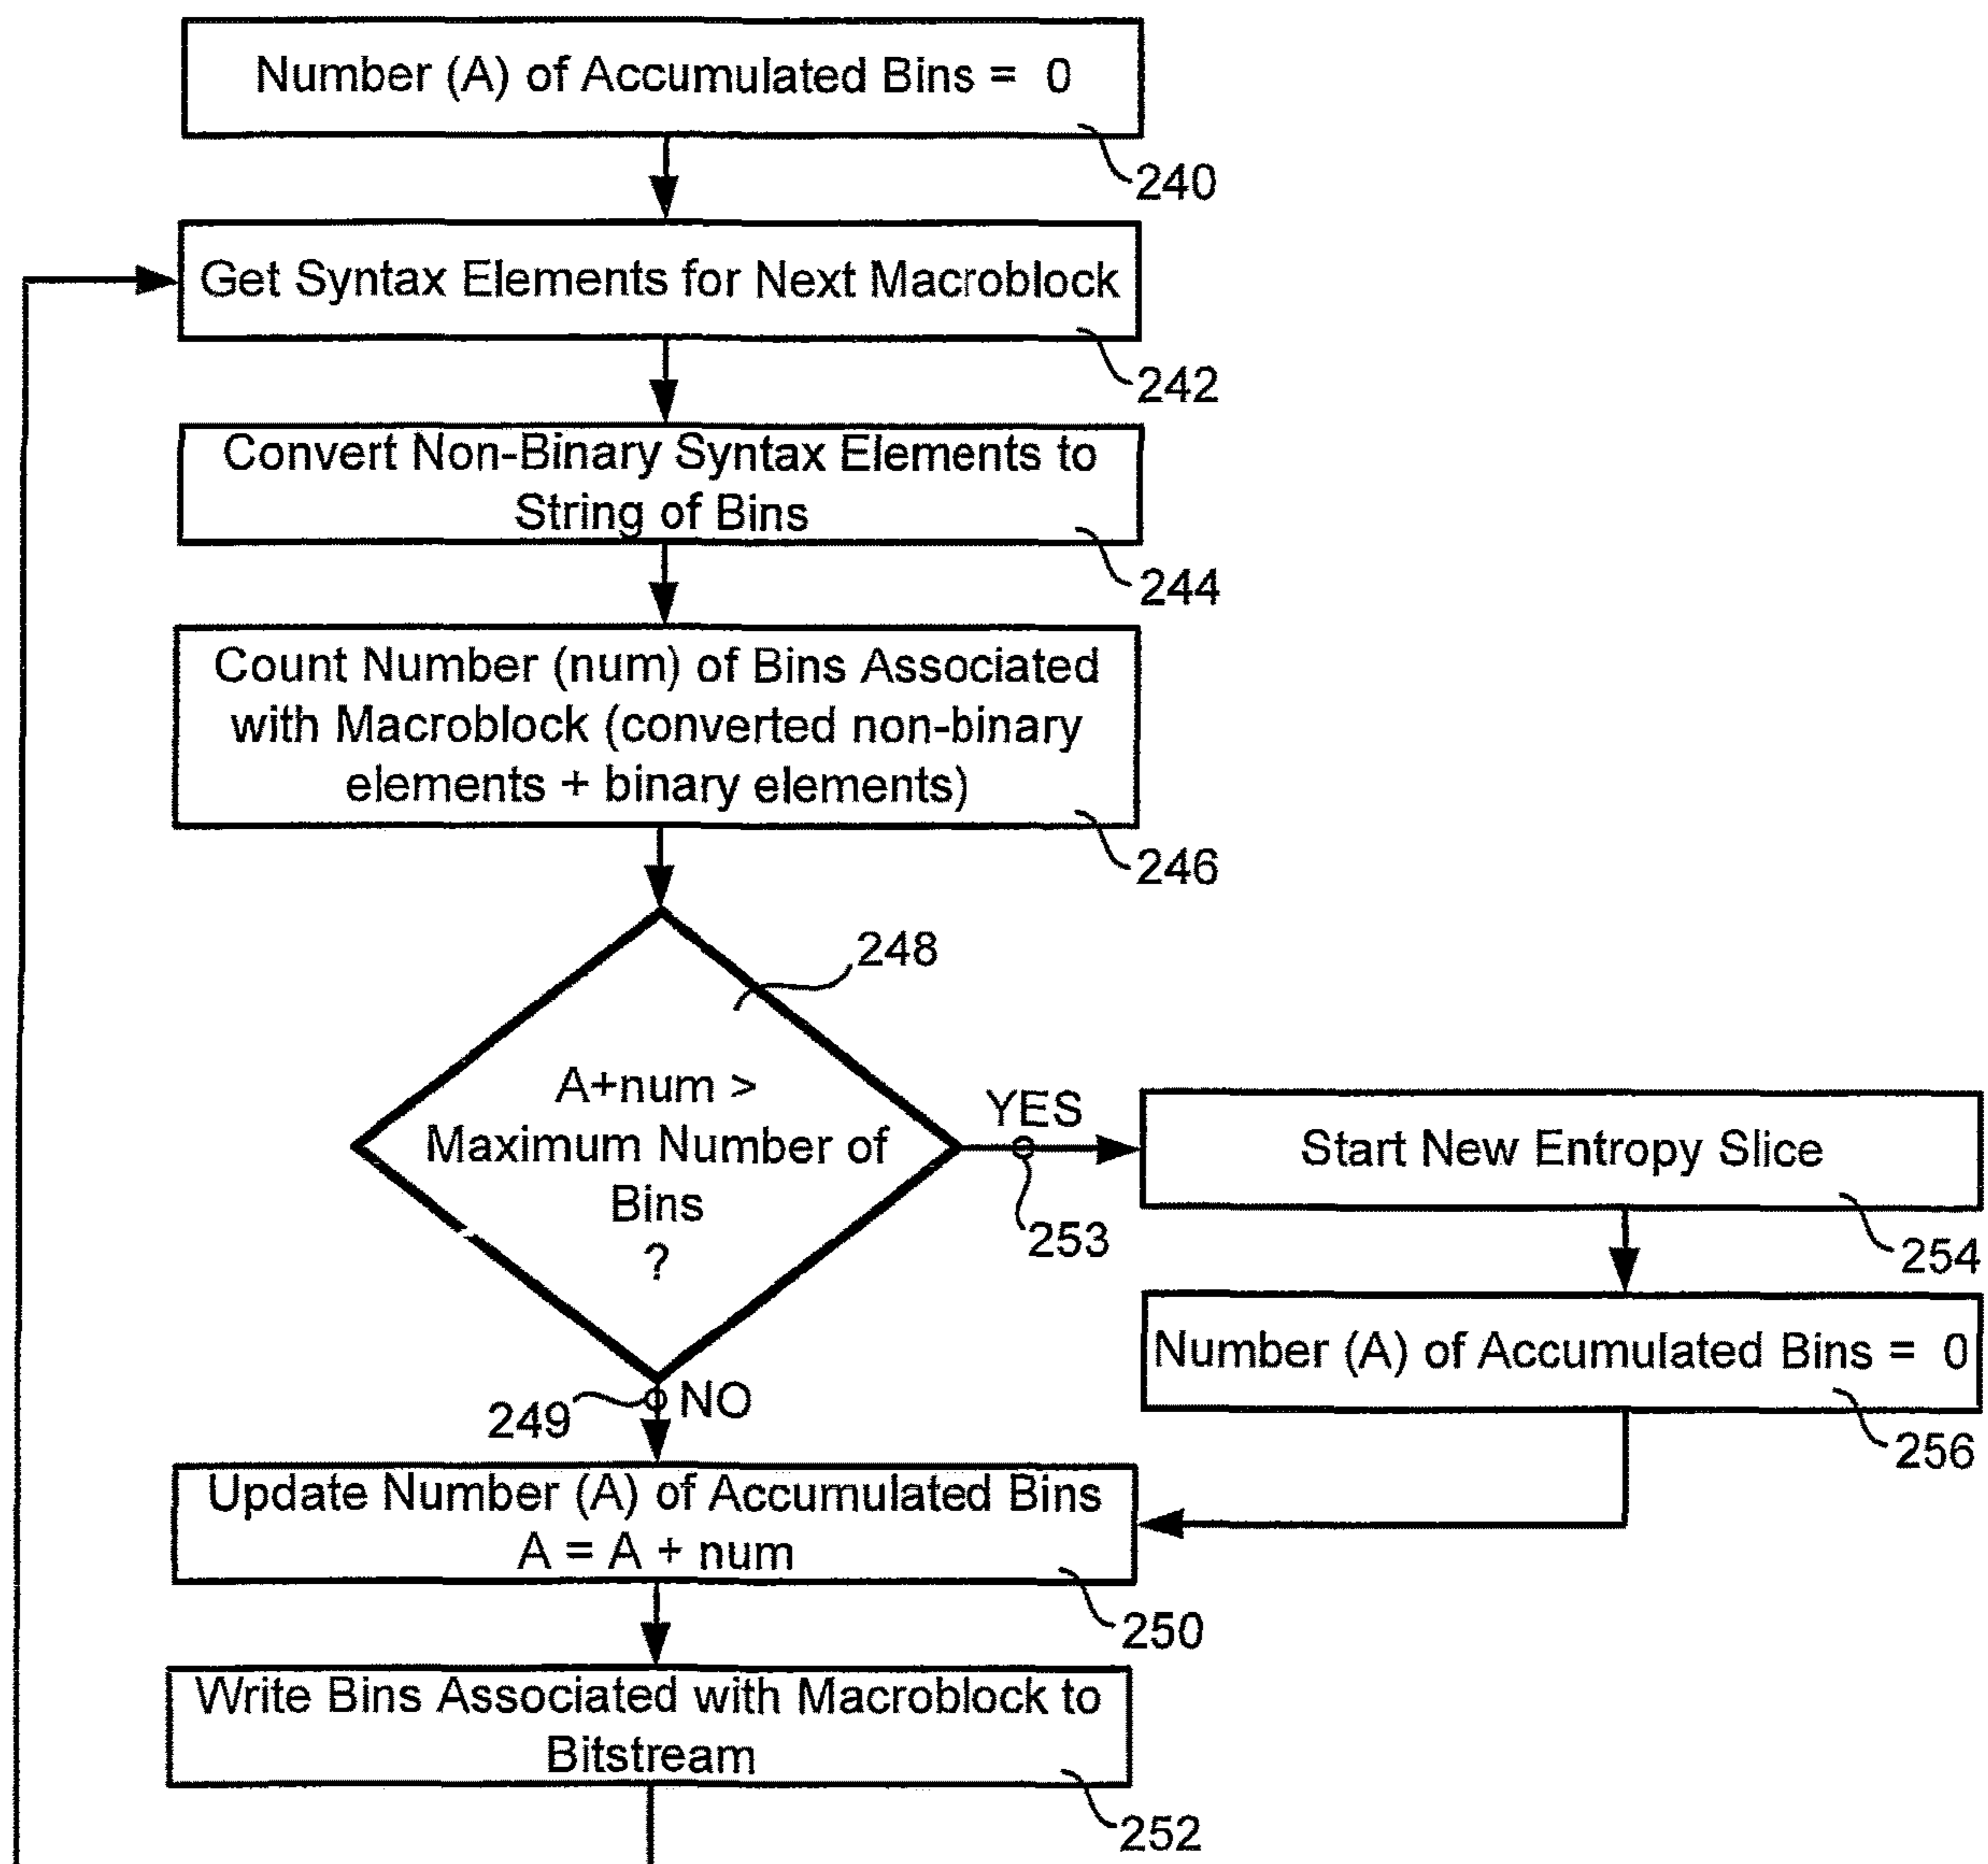 Number (A) of Accumulated Bins = 0
240
Get Syntax Elements for Next Macroblock
242
Convert Non-Binary Syntax Elements to
String of Bins
244
Count Number (num) of Bins Associated
with Macroblock (converted non-binary
elements + binary elements)
246
248
A+num >
Maximum Number of
Bins
?
YES
253
Start New Entropy Slice
254
Number (A) of Accumulated Bins = 0
256
249
NO
Update Number (A) of Accumulated Bins
A = A + num
250
Write Bins Associated with Macroblock to
Bitstream
252